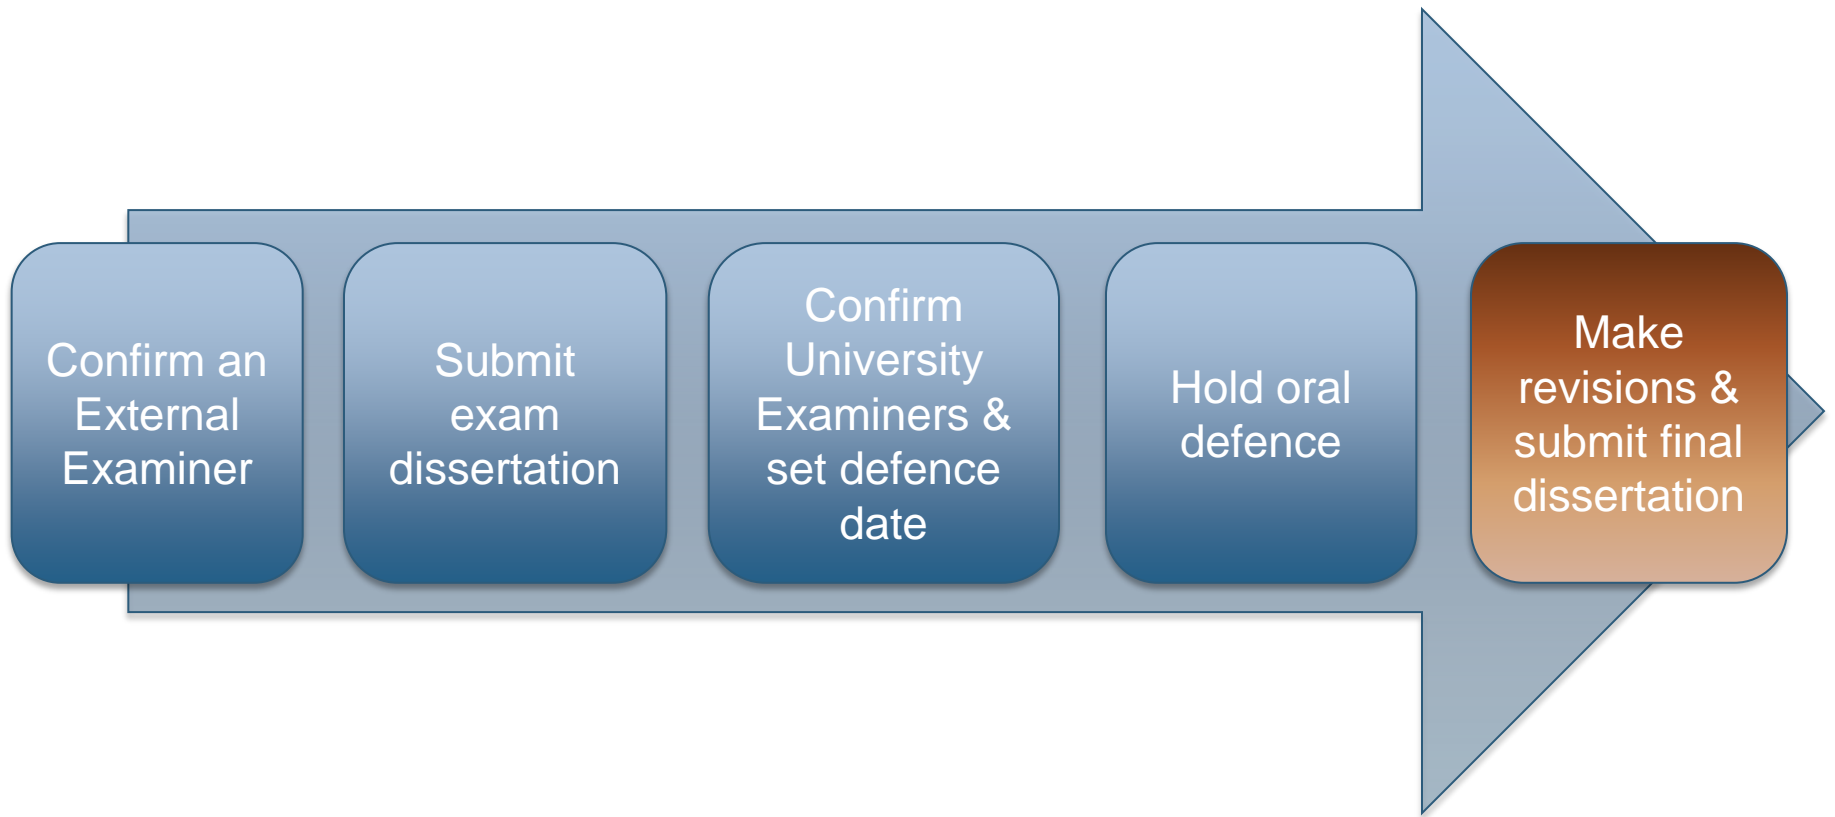 Confirm an
External
Examiner
Submit
exam
dissertation
Confirm
University
Examiners &
set defence
date
Hold oral
defence
Make
revisions &
submit final
dissertation